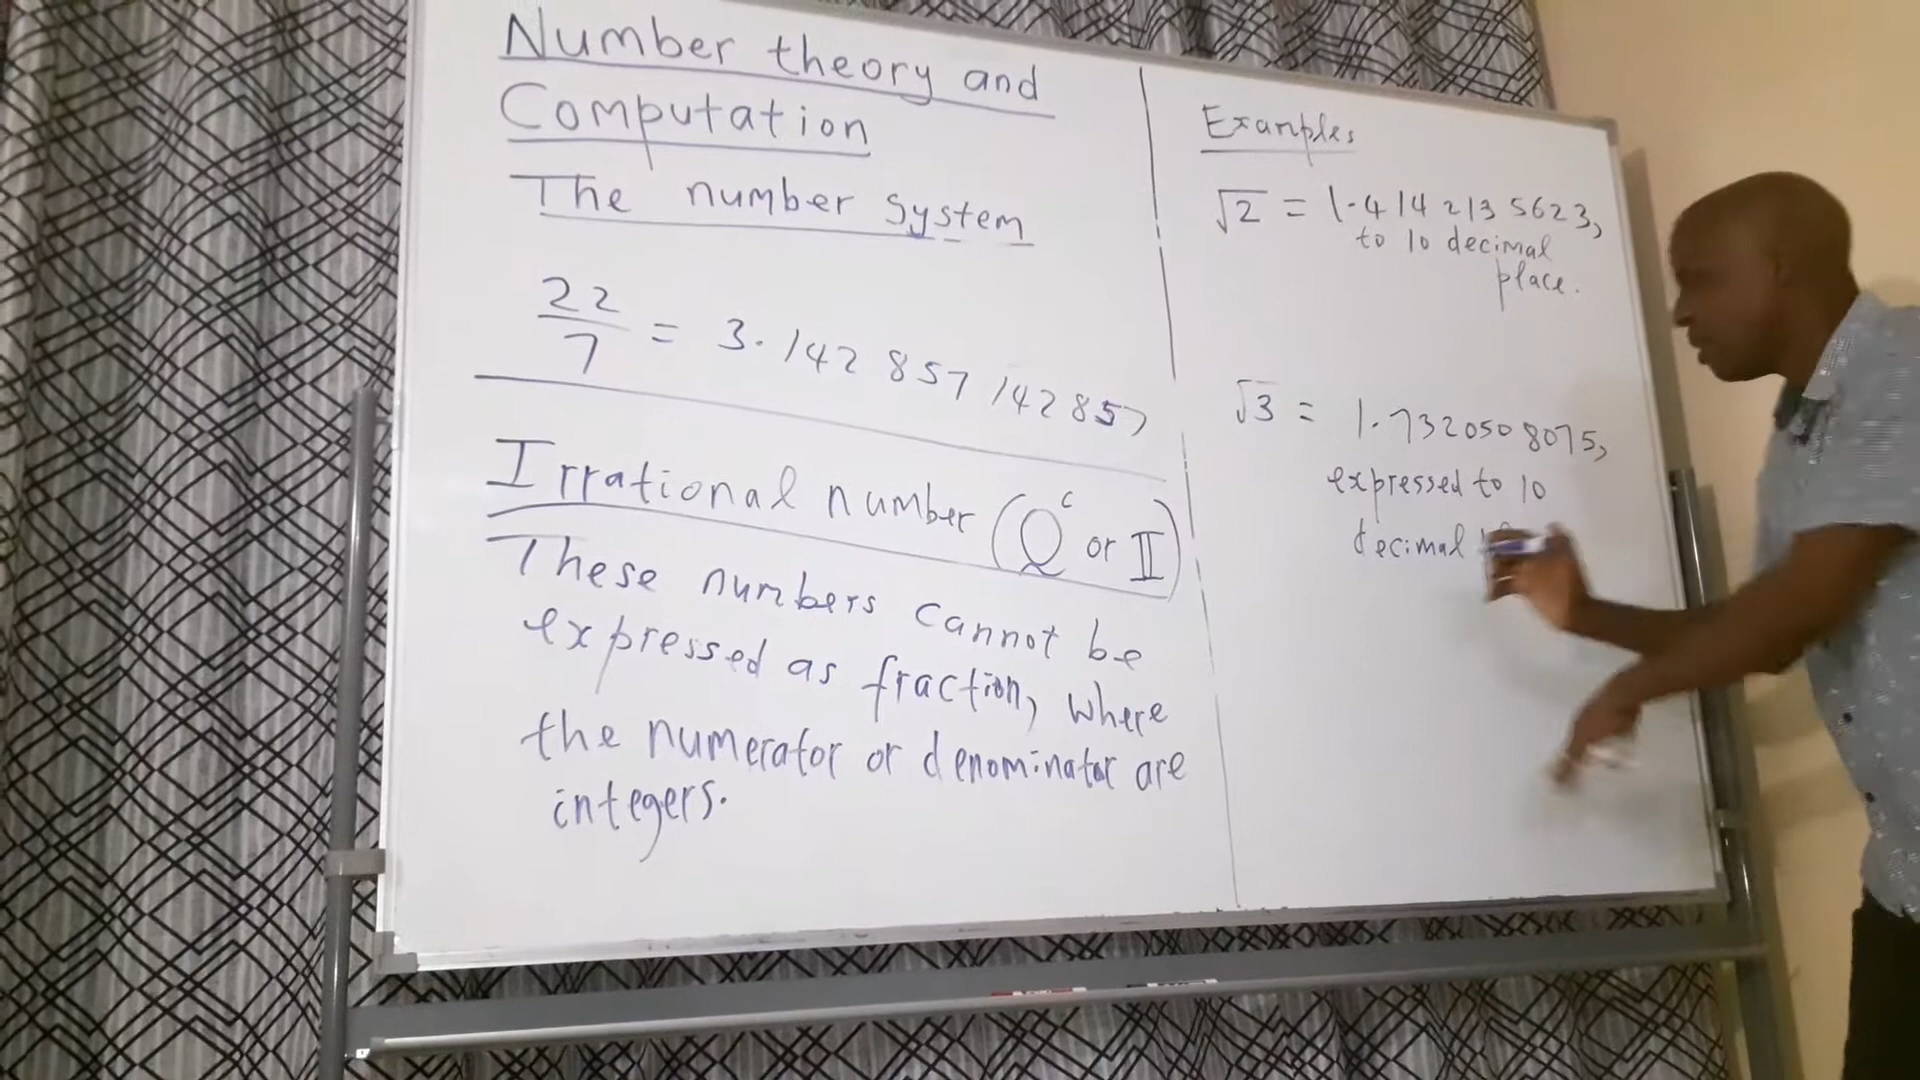 Number theory and
Computation
The number system
22/7 = 3.142 857 142857
Irrational number (Qᶜ or II)
These numbers cannot be
expressed as fraction, where
the numerator or denominator are
integers.
Examples
√2 = 1.4142135623,
to 10 decimal
place.
√3 = 1.7320508075,
expressed to 10
decimal